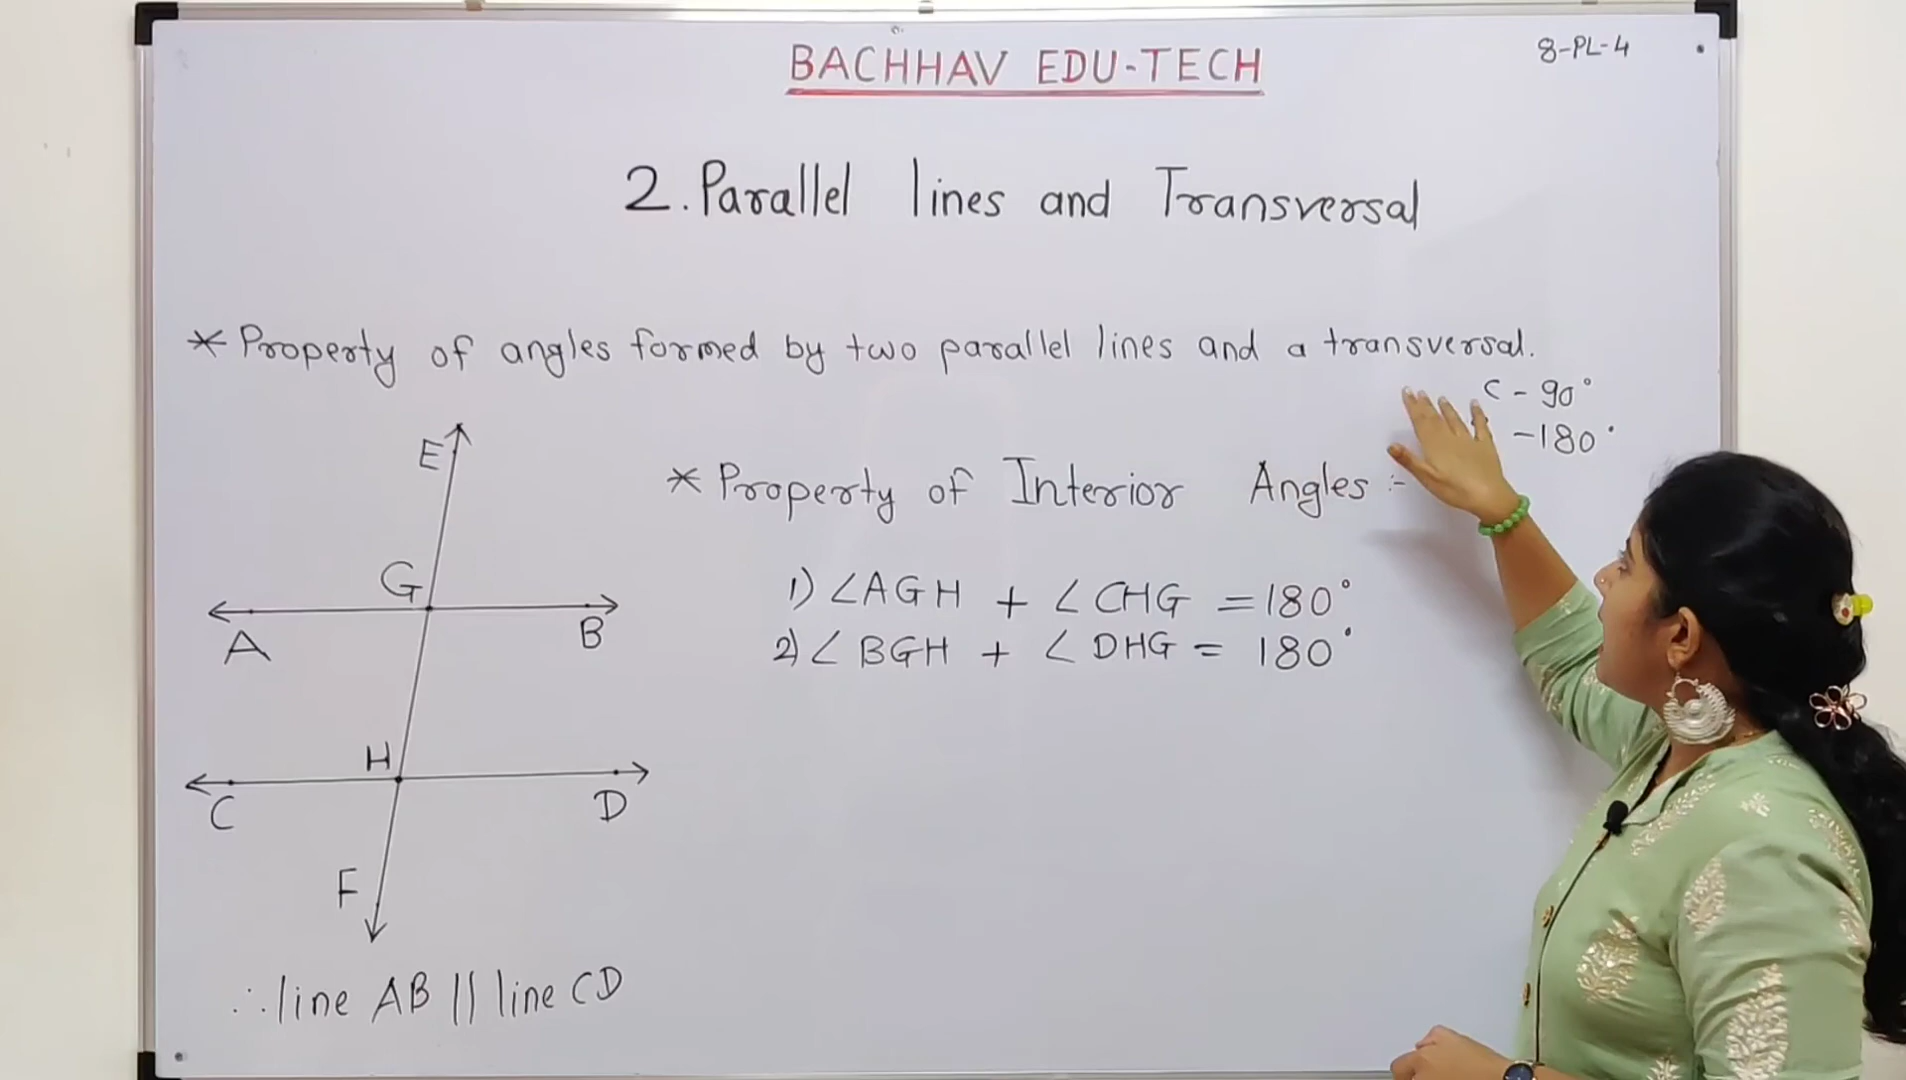 BACHHAV EDU-TECH
8-PL-4
2. Parallel lines and Transversal
* Property of angles formed by two parallel lines and a transversal.
C - 90°
- 180°
* Property of Interior Angles :-
1) ∠AGH + ∠CHG = 180°
2) ∠BGH + ∠DHG = 180°
E
G
A
B
H
C
D
F
∴ line AB || line CD